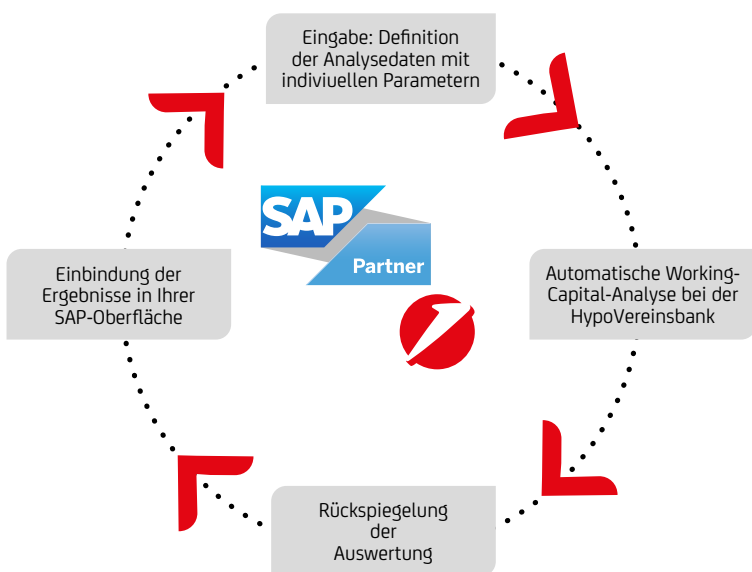 Eingabe: Definition
der Analysedaten mit
indiviuellen Parametern
SAP
Partner
Einbindung der
Ergebnisse in Ihrer
SAP-Oberfläche
Automatische Working-
Capital-Analyse bei der
HypoVereinsbank
Rückspiegelung
der
Auswertung